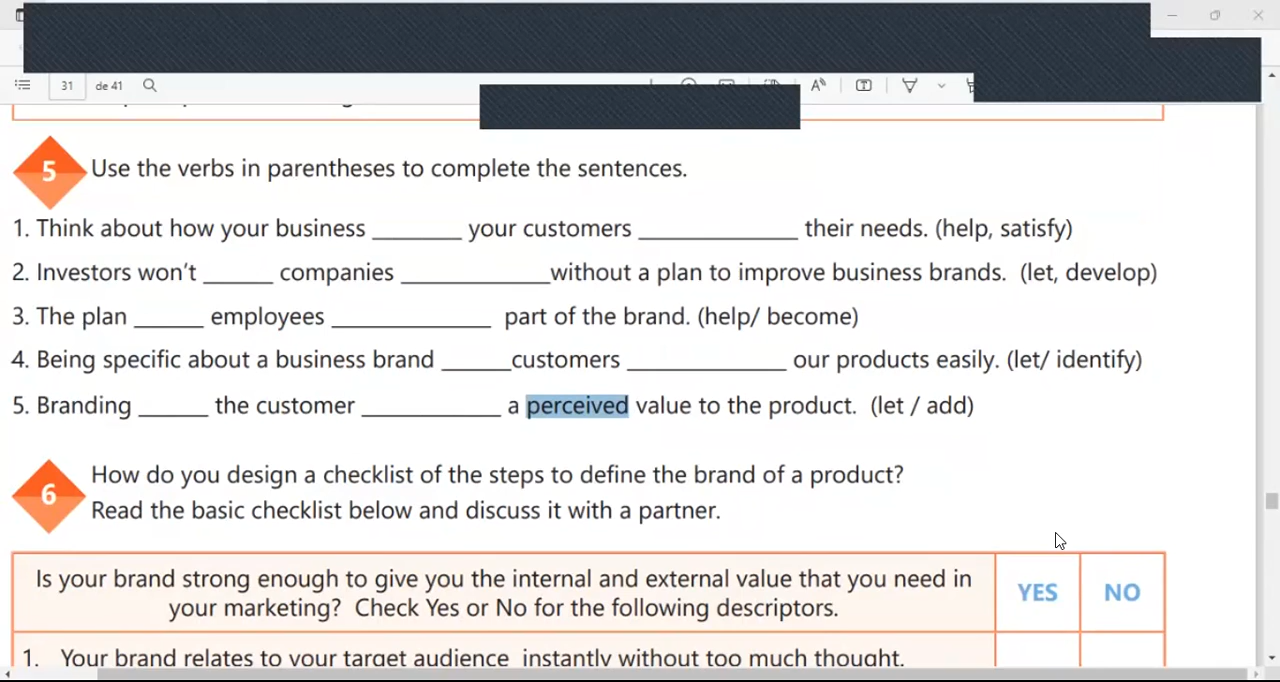 31 de 41
5 Use the verbs in parentheses to complete the sentences.
1. Think about how your business _______ your customers _____________ their needs. (help, satisfy)
2. Investors won't ______ companies ____________without a plan to improve business brands. (let, develop)
3. The plan ______ employees _____________ part of the brand. (help/ become)
4. Being specific about a business brand ______customers _____________ our products easily. (let/ identify)
5. Branding ______ the customer ____________ a perceived value to the product. (let / add)
6 How do you design a checklist of the steps to define the brand of a product?
Read the basic checklist below and discuss it with a partner.
Is your brand strong enough to give you the internal and external value that you need in
your marketing? Check Yes or No for the following descriptors.
YES NO
1. Your brand relates to your target audience instantly without too much thought.